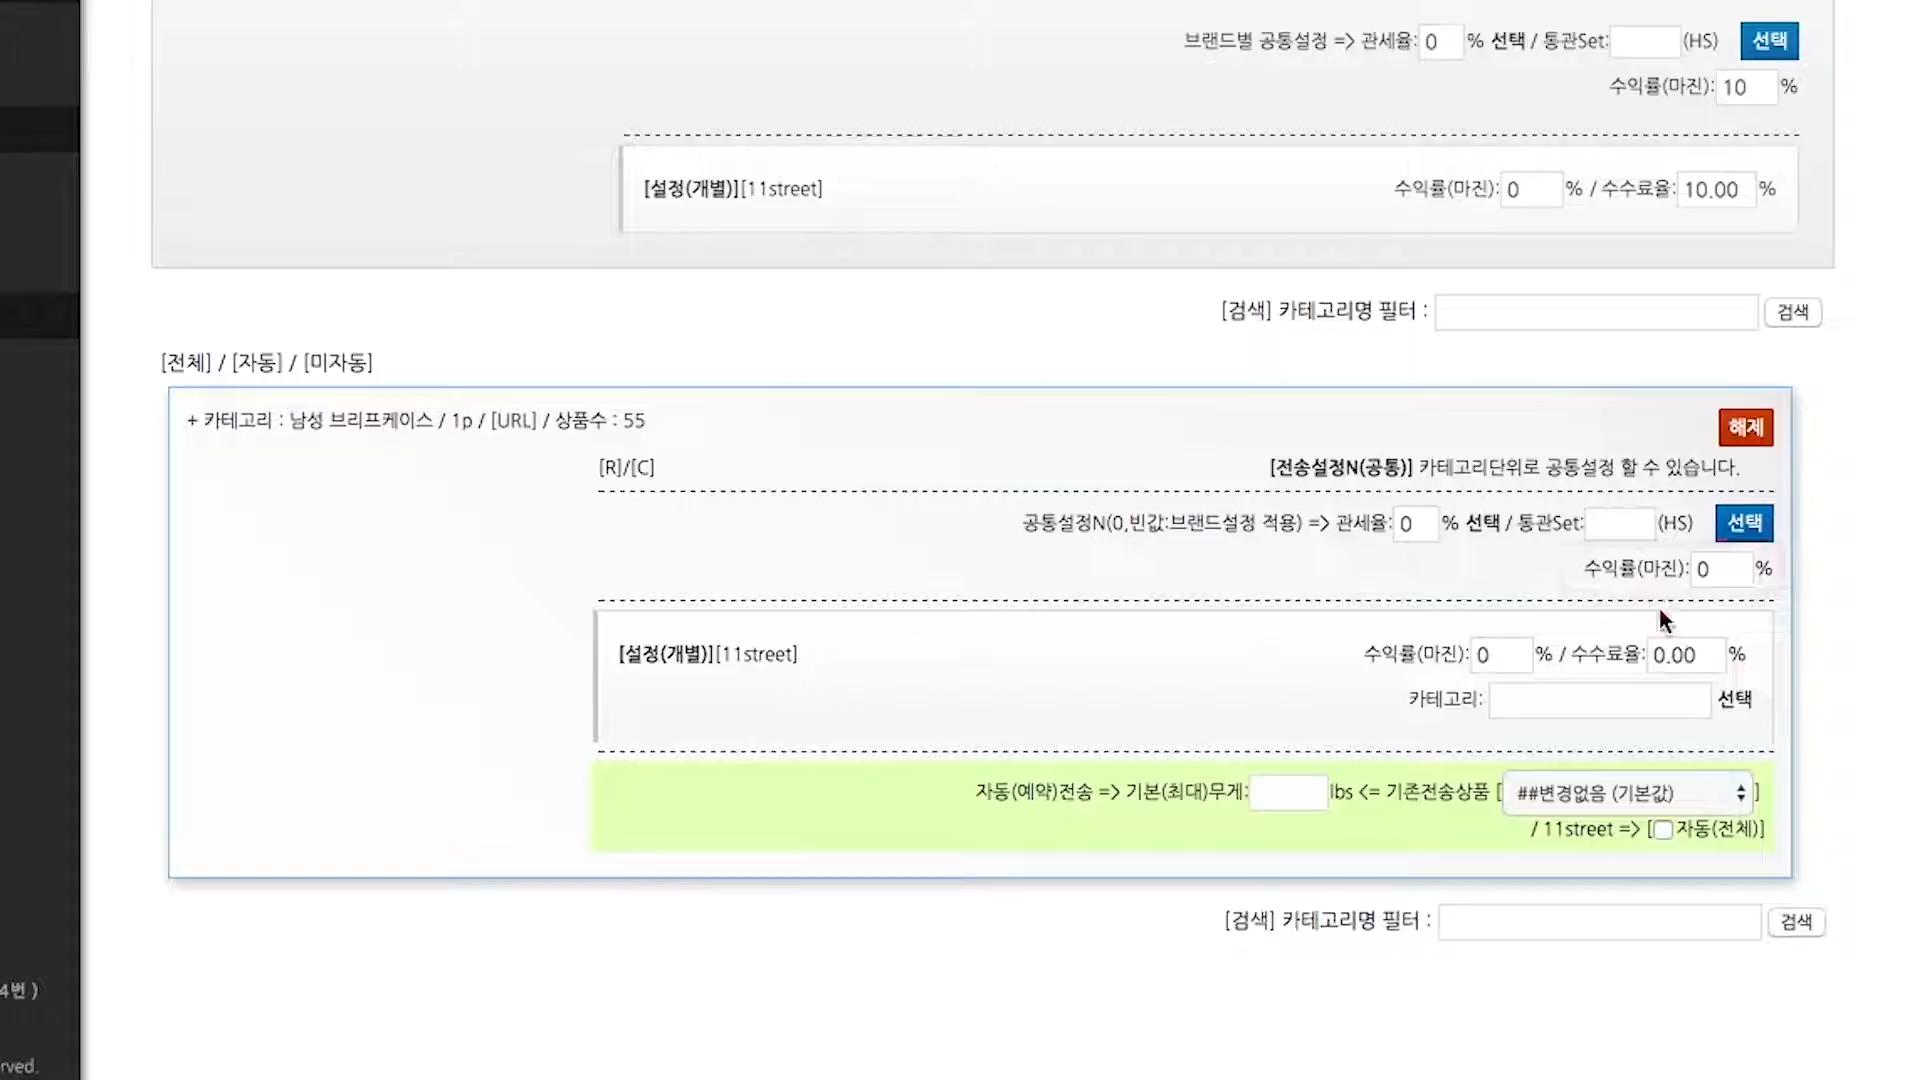 브랜드별 공통설정 => 관세율: 0 % 선택 / 통관Set: (HS) 선택
수익률(마진): 10 %
[설정(개별)][11street] 수익률(마진): 0 % / 수수료율: 10.00 %
[검색] 카테고리명 필터 : 검색
[전체] / [자동] / [미자동]
+ 카테고리 : 남성 브리프케이스 / 1p / [URL] / 상품수 : 55 해제
[R]/[C] [전송설정N(공통)] 카테고리단위로 공통설정 할 수 있습니다.
공통설정N(0,빈값:브랜드설정 적용) => 관세율: 0 % 선택 / 통관Set: (HS) 선택
수익률(마진): 0 %
[설정(개별)][11street] 수익률(마진): 0 % / 수수료율: 0.00 %
카테고리: 선택
자동(예약)전송 => 기본(최대)무게: lbs <= 기존전송상품 [ ##변경없음 (기본값) ]
/ 11street => [ 자동(전체)]
[검색] 카테고리명 필터 : 검색
4번 )
rved.